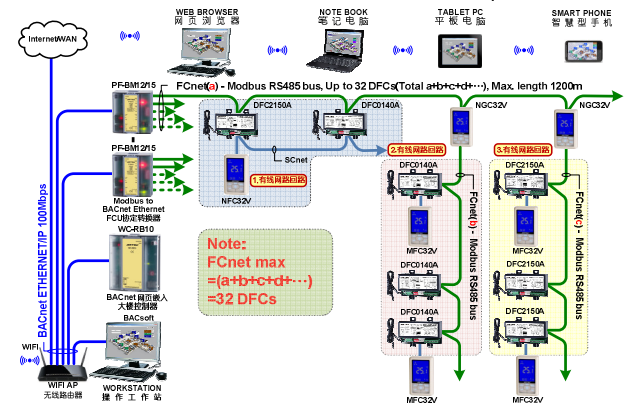 WEB BROWSER
网页浏览器
NOTE BOOK
笔记电脑
TABLET PC
平板电脑
SMART PHONE
智慧型手机
Internet/WAN
PF-BM12/15
FCnet(a) - Modbus RS485 bus, Up to 32 DFCs(Total a+b+c+d+···), Max. length 1200m
DFC2150A
DFC0140A
NGC32V
NGC32V
PF-BM12/15
SCnet
1.有线网路回路
2.有线网路回路
3.有线网路回路
NFC32V
DFC0140A
DFC2150A
Modbus to
BACnet Ethernet
FCU协定转换器
WC-RB10
BACnet 网页嵌入
大楼控制器
Note:
FCnet max
=(a+b+c+d+···)
=32 DFCs
MFC32V
MFC32V
DFC0140A
DFC2150A
FCnet(b) - Modbus RS485 bus
FCnet(c) - Modbus RS485 bus
DFC0140A
DFC2150A
BACnet ETHERNET/IP 100Mbps
BACsoft
WIFI
WIFI AP
无线路由器
WORKSTATION
操作工作站
MFC32V
MFC32V